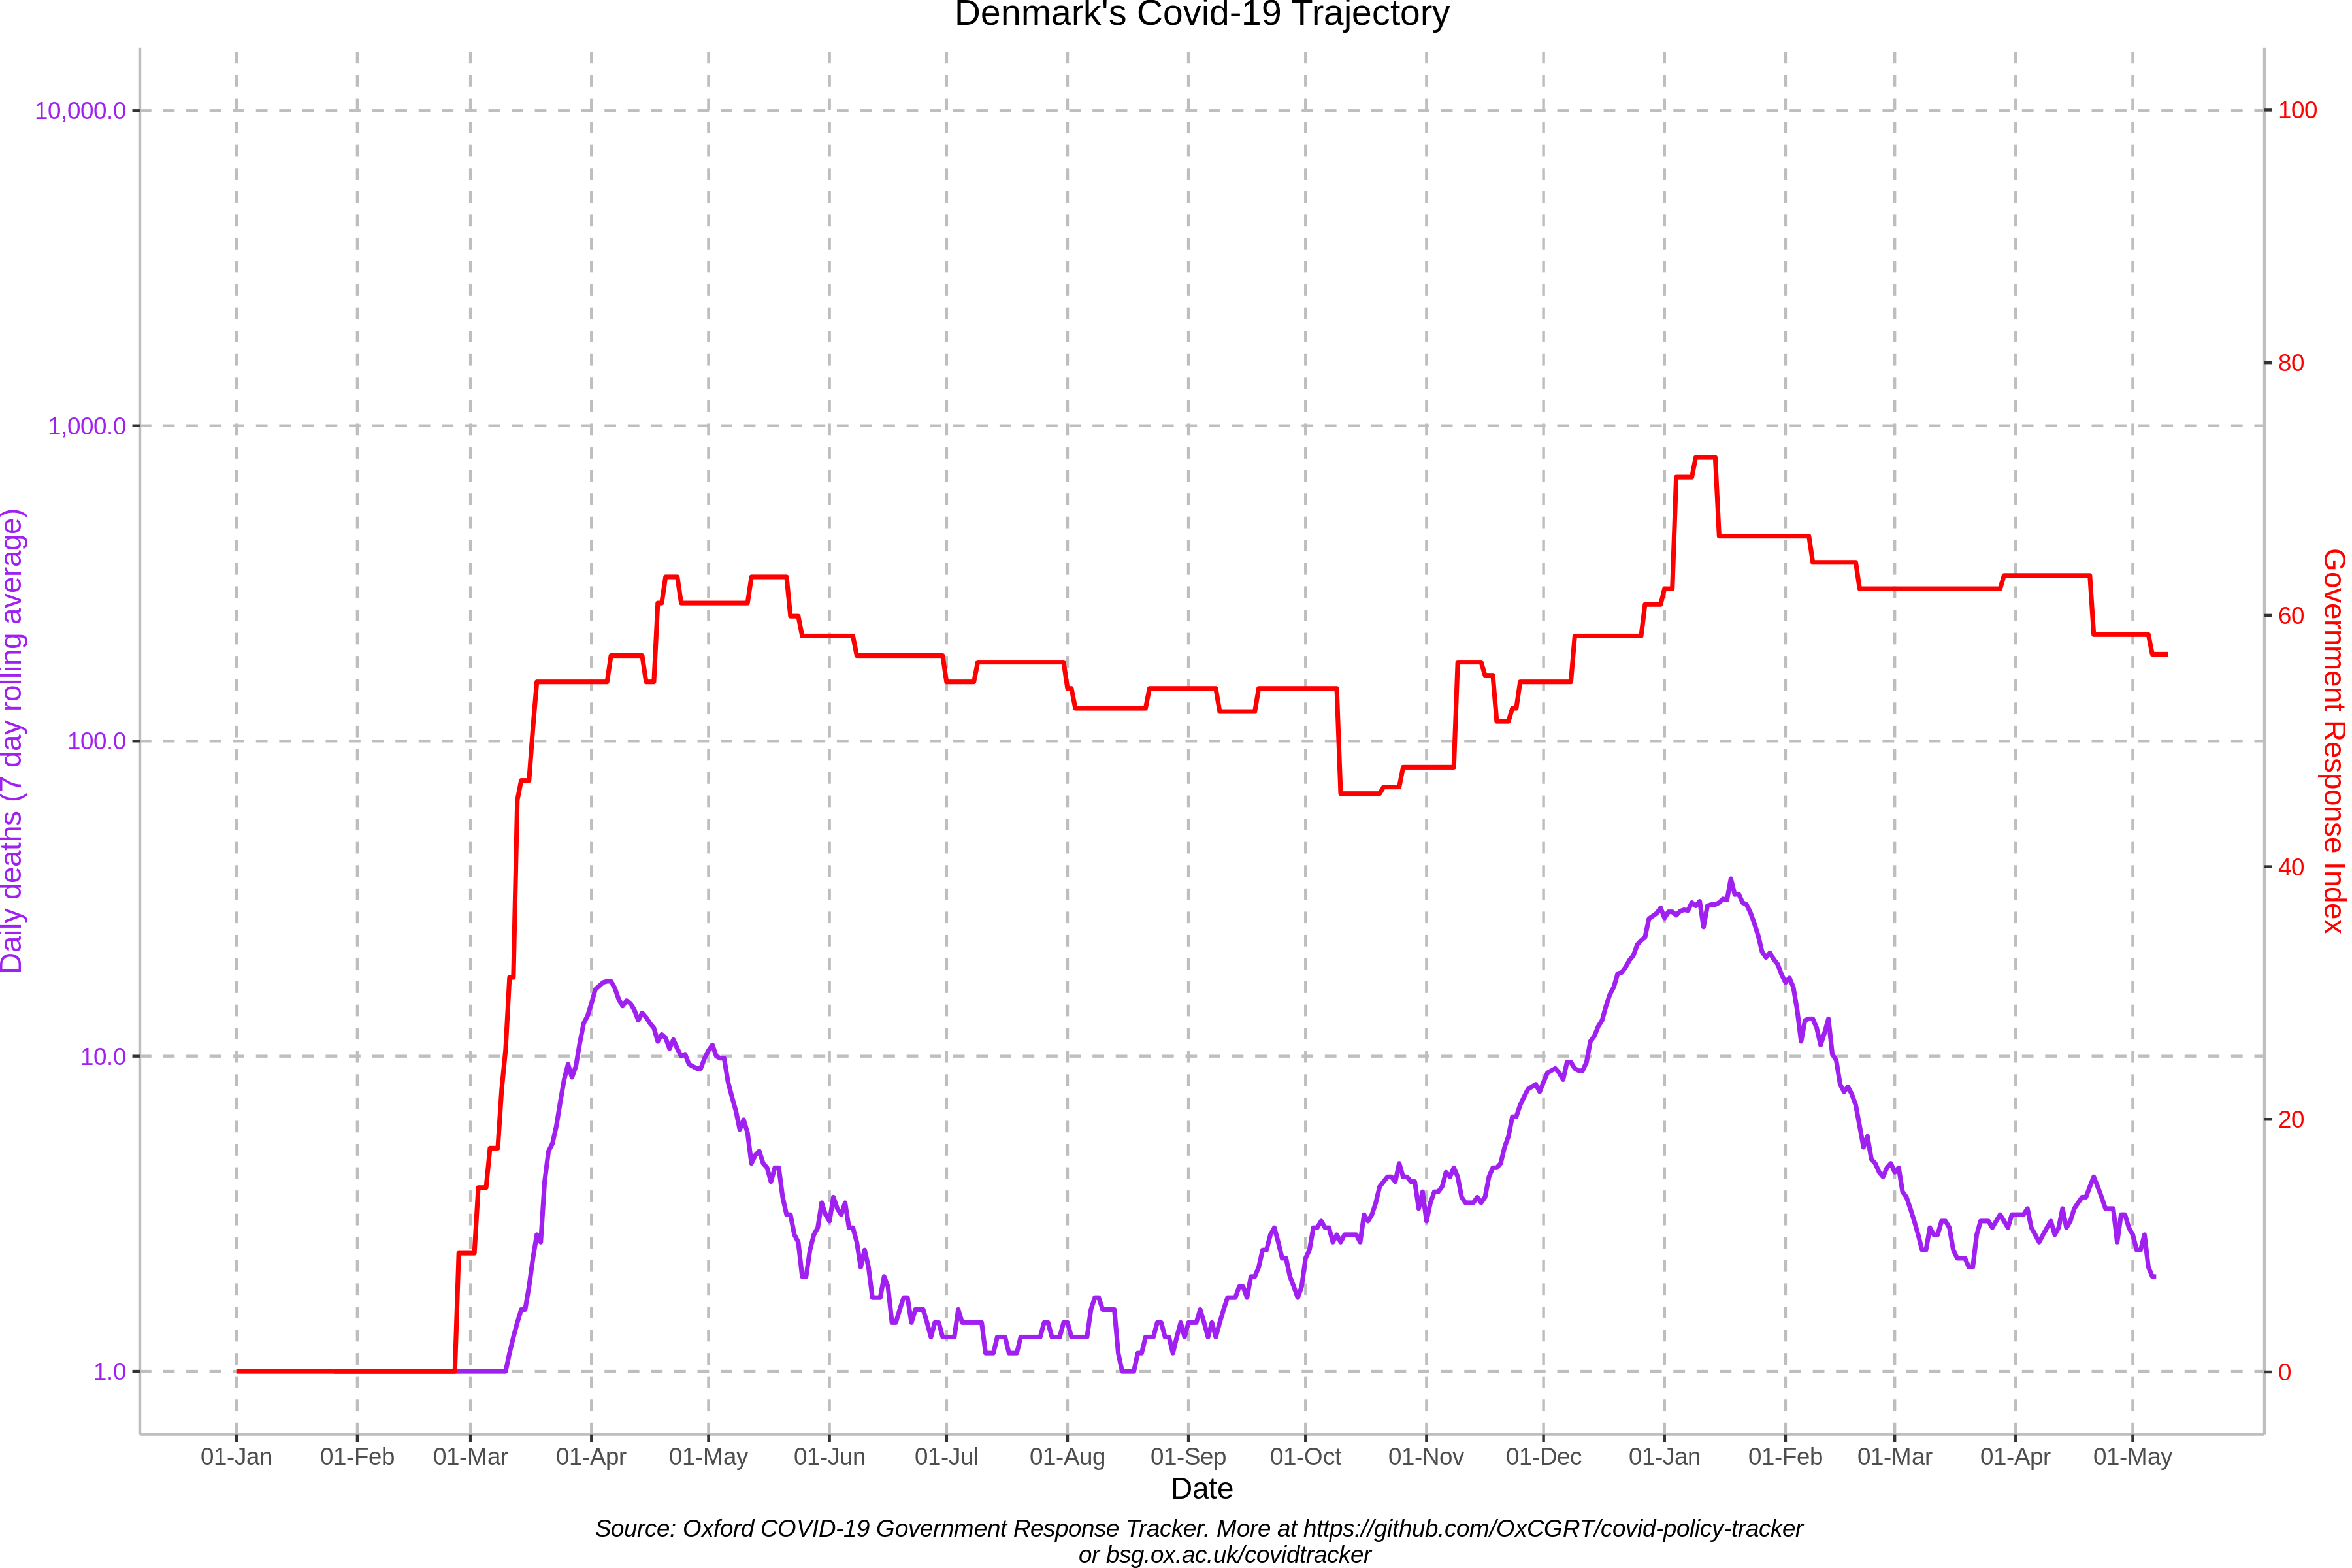 Denmark's Covid-19 Trajectory
10,000.0
1,000.0
100.0
10.0
1.0
Daily deaths (7 day rolling average)
100
80
60
40
20
0
Government Response Index
01-Jan 01-Feb 01-Mar 01-Apr 01-May 01-Jun 01-Jul 01-Aug 01-Sep 01-Oct 01-Nov 01-Dec 01-Jan 01-Feb 01-Mar 01-Apr 01-May
Date
Source: Oxford COVID-19 Government Response Tracker. More at https://github.com/OxCGRT/covid-policy-tracker
or bsg.ox.ac.uk/covidtracker